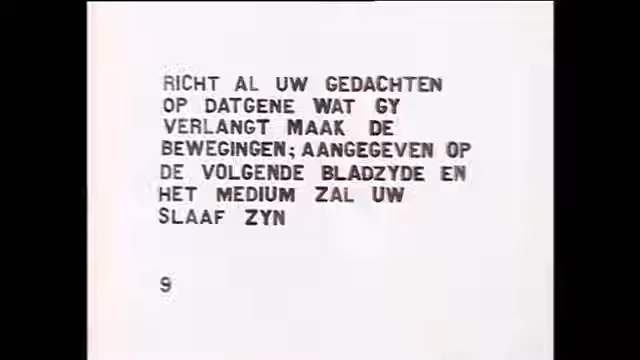 RICHT AL UW GEDACHTEN
OP DATGENE WAT GY
VERLANGT MAAK DE
BEWEGINGEN; AANGEGEVEN OP
DE VOLGENDE BLADZYDE EN
HET MEDIUM ZAL UW
SLAAF ZYN
9